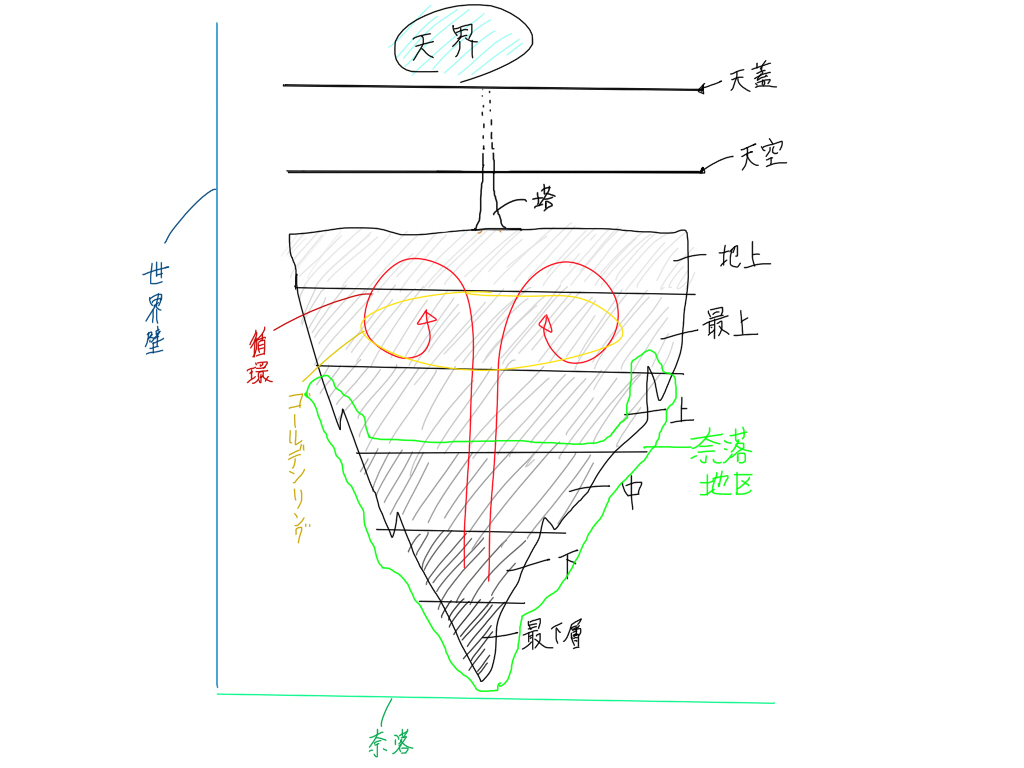 天界
天蓋
天空
塔
地上
世界壁
最上
循
環
コールデンリング
上
奈落
地区
中
下
最下層
奈落